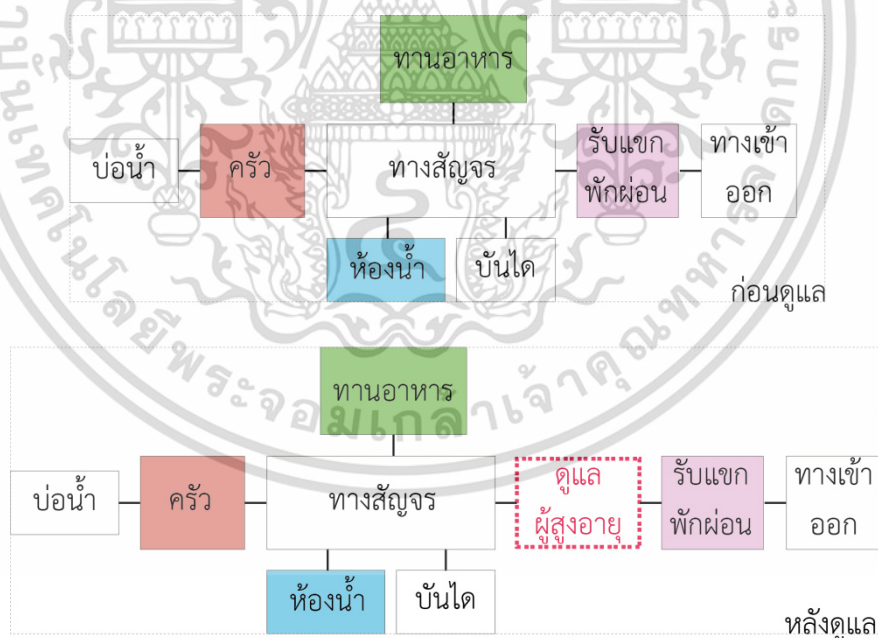 ทานอาหาร
บ่อน้ำ
ครัว
ทางสัญจร
รับแขก
พักผ่อน
ทางเข้า
ออก
ห้องน้ำ
บันได
ก่อนดูแล
ทานอาหาร
บ่อน้ำ
ครัว
ทางสัญจร
ดูแล
ผู้สูงอายุ
รับแขก
พักผ่อน
ทางเข้า
ออก
ห้องน้ำ
บันได
หลังดูแล